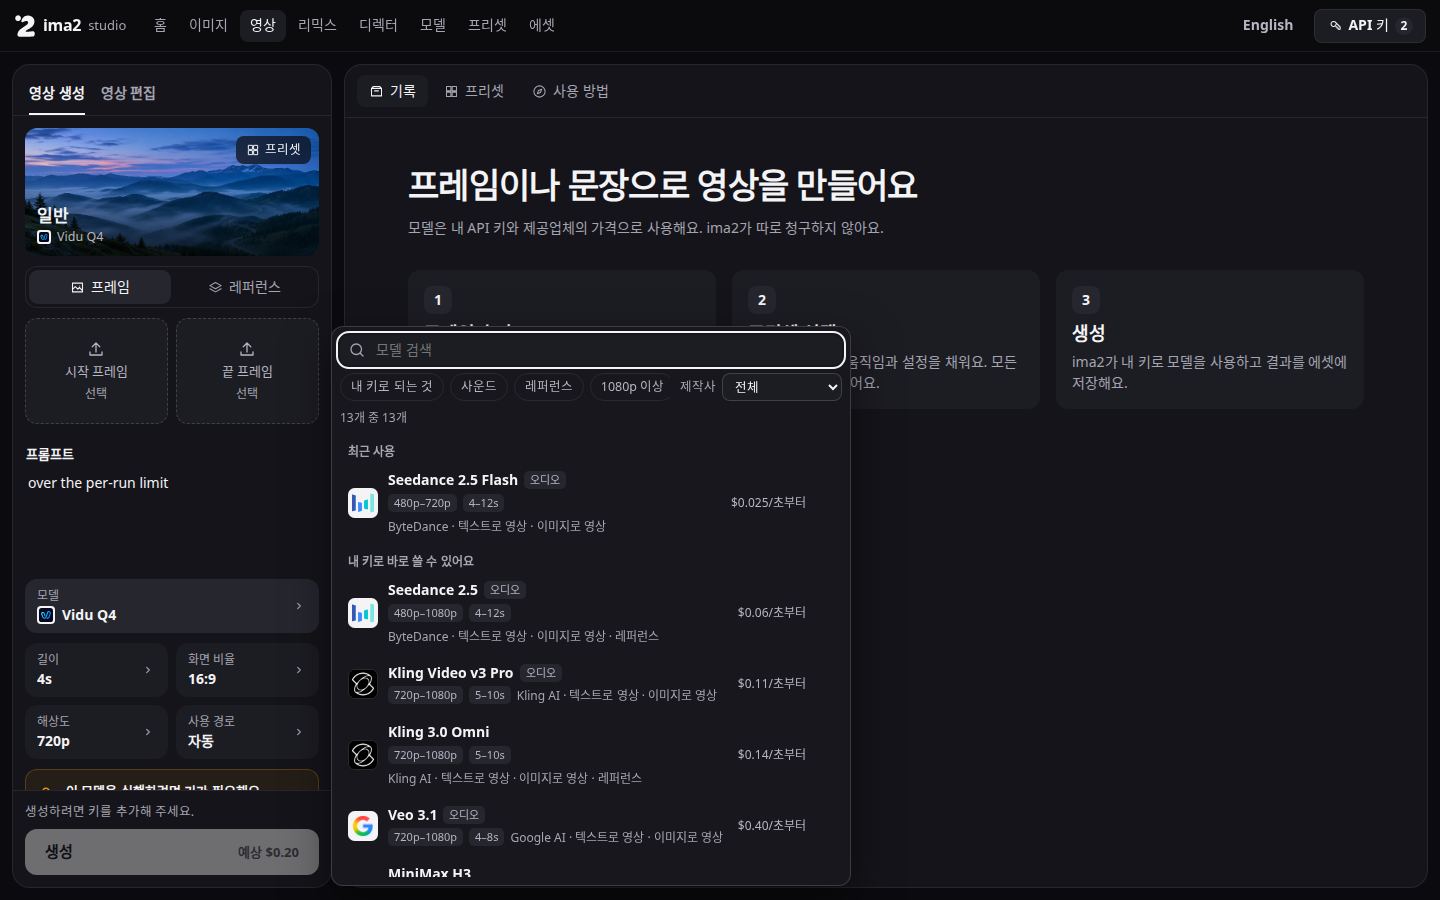 ima2 studio
홈
이미지
영상
리믹스
디렉터
모델
프리셋
에셋
English
API 키 2
영상 생성
영상 편집
프리셋
일반
Vidu Q4
프레임
레퍼런스
시작 프레임
선택
끝 프레임
선택
프롬프트
over the per-run limit
모델
Vidu Q4
길이
4s
화면 비율
16:9
해상도
720p
사용 경로
자동
생성하려면 키를 추가해 주세요.
생성
예상 $0.20
기록
프리셋
사용 방법
프레임이나 문장으로 영상을 만들어요
모델은 내 API 키와 제공업체의 가격으로 사용해요. ima2가 따로 청구하지 않아요.
1
2
움직임과 설정을 채워요. 모든
어요.
3
생성
ima2가 내 키로 모델을 사용하고 결과를 에셋에
저장해요.
모델 검색
내 키로 되는 것
사운드
레퍼런스
1080p 이상
제작사
전체
13개 중 13개
최근 사용
Seedance 2.5 Flash 오디오
480p–720p 4–12s
$0.025/초부터
ByteDance · 텍스트로 영상 · 이미지로 영상
내 키로 바로 쓸 수 있어요
Seedance 2.5 오디오
480p–1080p 4–12s
$0.06/초부터
ByteDance · 텍스트로 영상 · 이미지로 영상 · 레퍼런스
Kling Video v3 Pro 오디오
720p–1080p 5–10s Kling AI · 텍스트로 영상 · 이미지로 영상
$0.11/초부터
Kling 3.0 Omni
720p–1080p 5–10s
$0.14/초부터
Kling AI · 텍스트로 영상 · 이미지로 영상 · 레퍼런스
Veo 3.1 오디오
720p–1080p 4–8s Google AI · 텍스트로 영상 · 이미지로 영상
$0.40/초부터
MiniMax H3